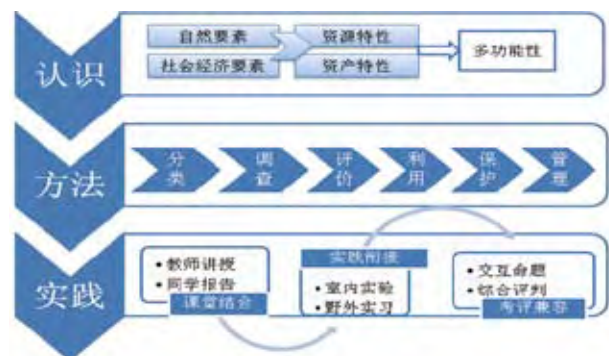 认识
自然要素
资源特性
社会经济要素
资产特性
多功能性
方法
分类
调查
评价
利用
保护
管理
实践
•教师讲授
•同学报告
课堂结合
实践衔接
•室内实验
•野外实习
•交互命题
•综合评判
考评兼容